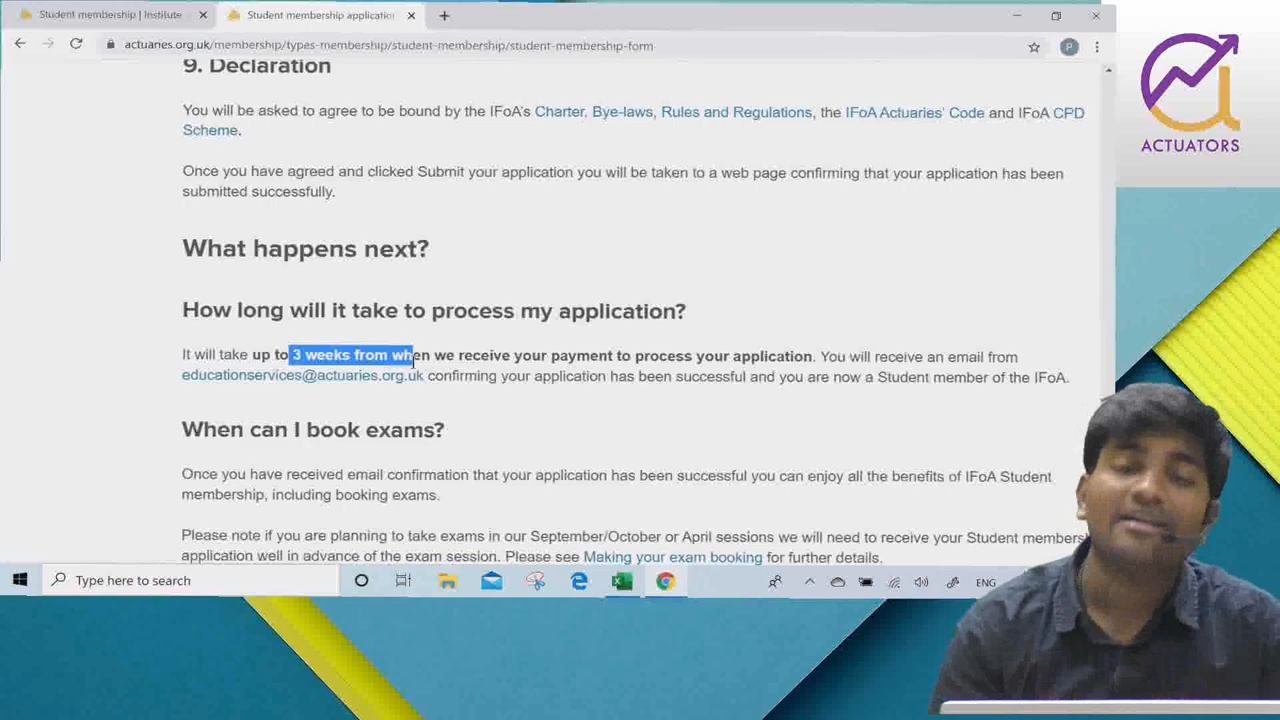 Student membership | Institute
Student membership application
actuaries.org.uk/membership/types-membership/student-membership/student-membership-form
P
9. Declaration
You will be asked to agree to be bound by the IFoA's Charter, Bye-laws, Rules and Regulations, the IFoA Actuaries' Code and IFoA CPD
Scheme.
Once you have agreed and clicked Submit your application you will be taken to a web page confirming that your application has been
submitted successfully.
What happens next?
How long will it take to process my application?
It will take up to 3 weeks from when we receive your payment to process your application. You will receive an email from
educationservices@actuaries.org.uk confirming your application has been successful and you are now a Student member of the IFoA.
When can I book exams?
Once you have received email confirmation that your application has been successful you can enjoy all the benefits of IFoA Student
membership, including booking exams.
Please note if you are planning to take exams in our September/October or April sessions we will need to receive your Student
application well in advance of the exam session. Please see Making your exam booking for further details.
Type here to search
ENG
ACTUATORS